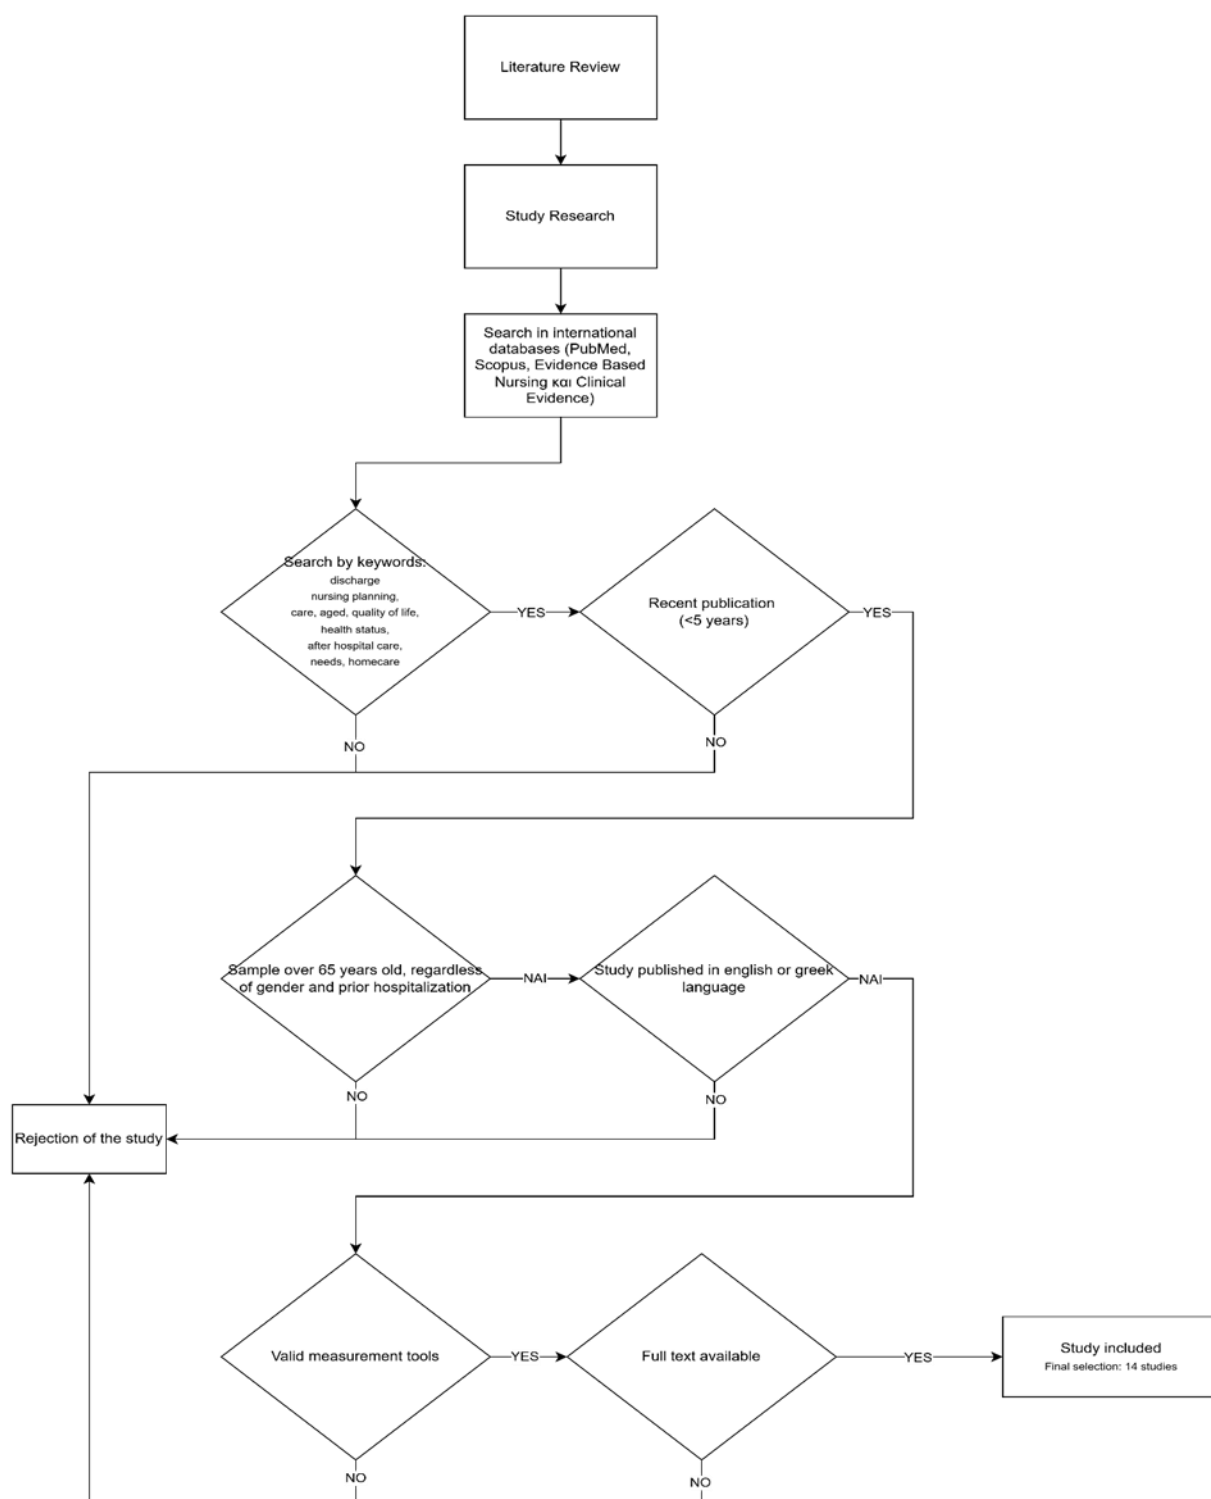 Literature Review
Study Research
Search in international
databases (PubMed,
Scopus, Evidence Based
Nursing και Clinical
Evidence)
Search by keywords:
discharge
nursing planning,
care, aged, quality of life,
health status,
after hospital care,
needs, homecare
YES
Recent publication
(<5 years)
YES
NO
NO
Sample over 65 years old, regardless
of gender and prior hospitalization
NAI
Study published in english or greek
language
NAI
NO
NO
Rejection of the study
Valid measurement tools
YES
Full text available
YES
Study included
Final selection: 14 studies
NO
NO